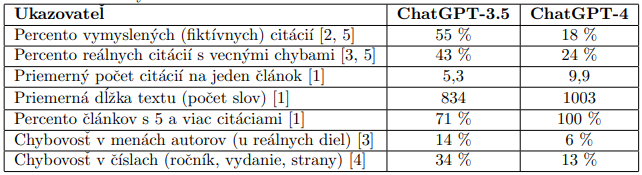 Ukazovateľ ChatGPT-3.5 ChatGPT-4
Percento vymyslených (fiktívnych) citácií [2, 5] 55 % 18 %
Percento reálnych citácií s vecnými chybami [3, 5] 43 % 24 %
Priemerný počet citácií na jeden článok [1] 5,3 9,9
Priemerná dĺžka textu (počet slov) [1] 834 1003
Percento článkov s 5 a viac citáciami [1] 71 % 100 %
Chybovosť v menách autorov (u reálnych diel) [3] 14 % 6 %
Chybovosť v číslach (ročník, vydanie, strany) [4] 34 % 13 %